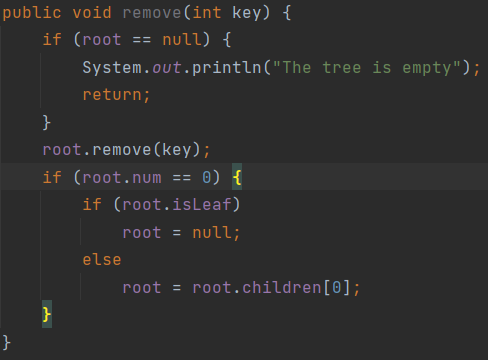 public void remove(int key) {
    if (root == null) {
        System.out.println("The tree is empty");
        return;
    }
    root.remove(key);
    if (root.num == 0) {
        if (root.isLeaf)
            root = null;
        else
            root = root.children[0];
    }
}